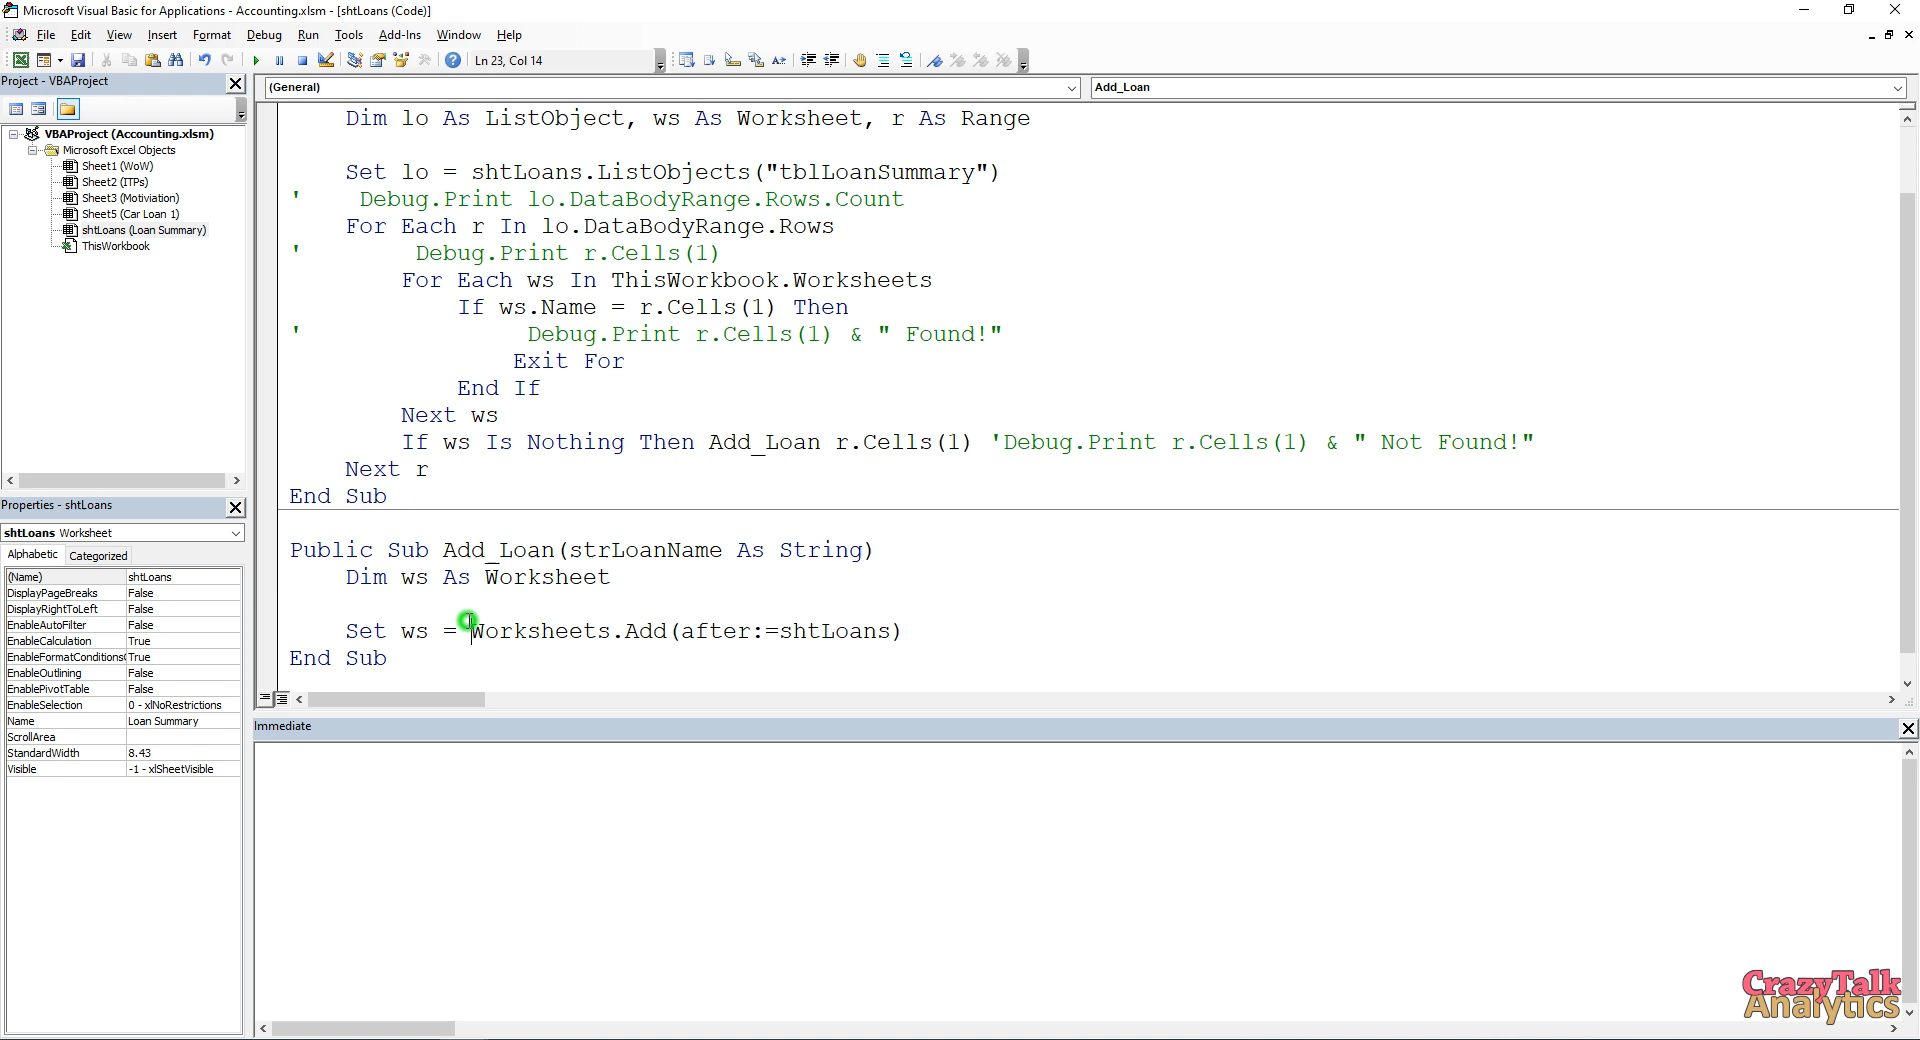 Microsoft Visual Basic for Applications - Accounting.xlsm - [shtLoans (Code)]
File Edit View Insert Format Debug Run Tools Add-Ins Window Help
Ln 23, Col 14
Project - VBAProject
(General)
Add_Loan
VBAProject (Accounting.xlsm)
Microsoft Excel Objects
Sheet1 (WoW)
Sheet2 (ITPs)
Sheet3 (Motiviation)
Sheet5 (Car Loan 1)
shtLoans (Loan Summary)
ThisWorkbook
Dim lo As ListObject, ws As Worksheet, r As Range
Set lo = shtLoans.ListObjects("tblLoanSummary")
' Debug.Print lo.DataBodyRange.Rows.Count
For Each r In lo.DataBodyRange.Rows
' Debug.Print r.Cells(1)
For Each ws In ThisWorkbook.Worksheets
If ws.Name = r.Cells(1) Then
' Debug.Print r.Cells(1) & " Found!"
Exit For
End If
Next ws
If ws Is Nothing Then Add_Loan r.Cells(1) 'Debug.Print r.Cells(1) & " Not Found!"
Next r
End Sub
Public Sub Add_Loan(strLoanName As String)
Dim ws As Worksheet
Set ws = Worksheets.Add(after:=shtLoans)
End Sub
Properties - shtLoans
shtLoans Worksheet
Alphabetic Categorized
(Name) shtLoans
DisplayPageBreaks False
DisplayRightToLeft False
EnableAutoFilter False
EnableCalculation True
EnableFormatConditions( True
EnableOutlining False
EnablePivotTable False
EnableSelection 0 - xlNoRestrictions
Name Loan Summary
ScrollArea
StandardWidth 8.43
Visible -1 - xlSheetVisible
Immediate
CrazyTalk
Analytics